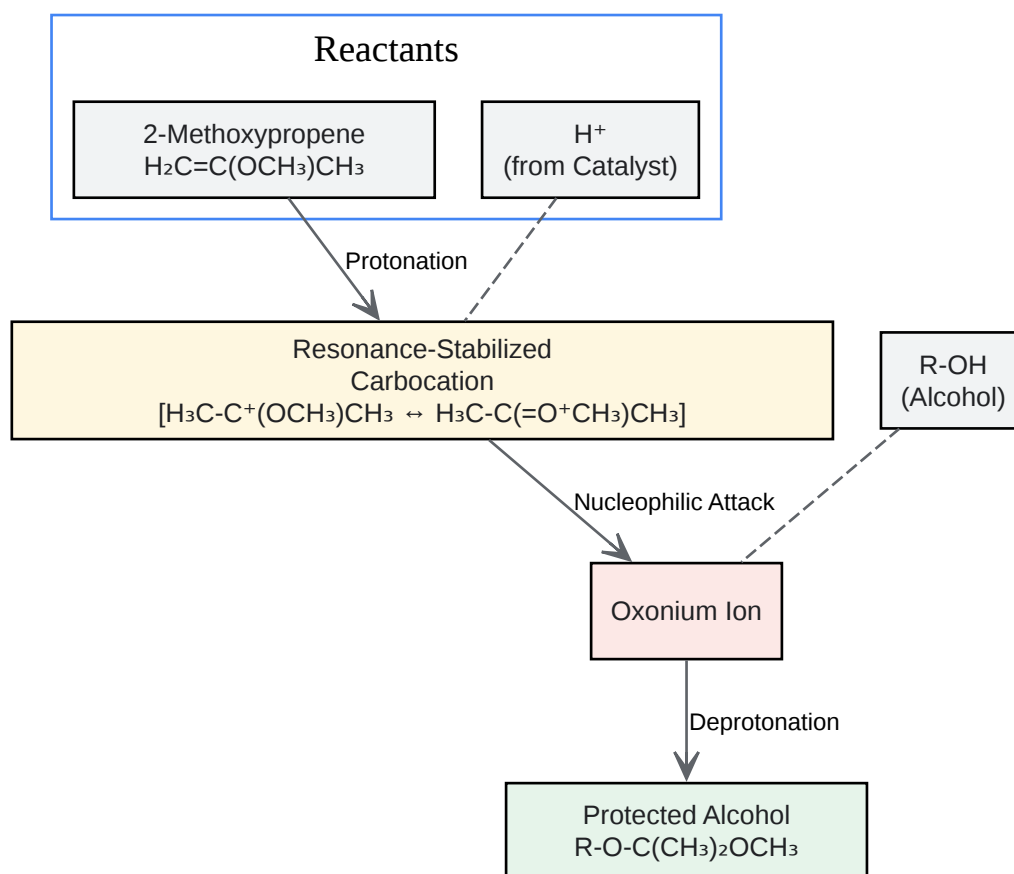 Reactants
2-Methoxypropene
H₂C=C(OCH₃)CH₃
H⁺
(from Catalyst)
Protonation
Resonance-Stabilized
Carbocation
[H₃C-C⁺(OCH₃)CH₃ ↔ H₃C-C(=O⁺CH₃)CH₃]
R-OH
(Alcohol)
Nucleophilic Attack
Oxonium Ion
Deprotonation
Protected Alcohol
R-O-C(CH₃)₂OCH₃